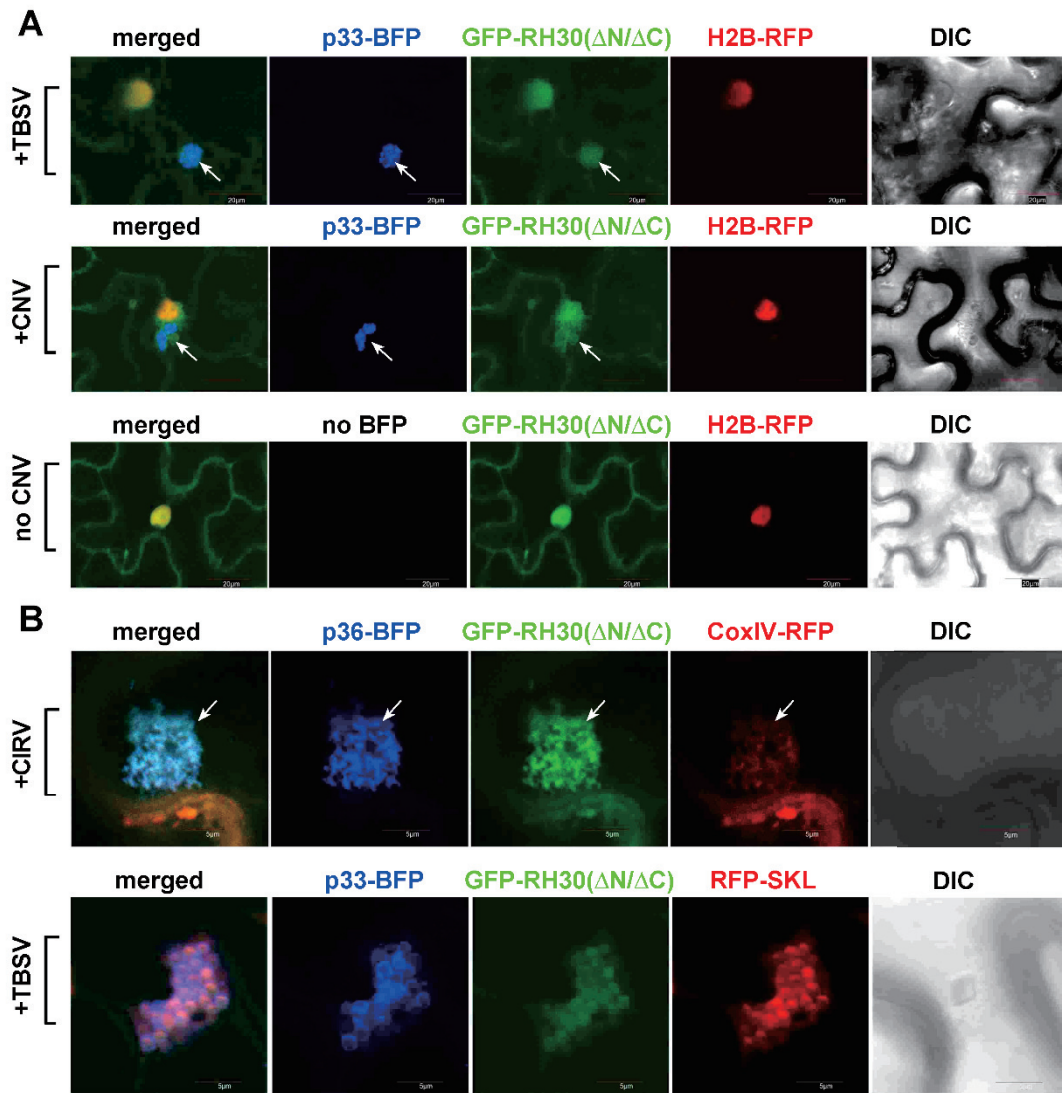 A
merged p33-BFP GFP-RH30(ΔN/ΔC) H2B-RFP DIC
+TBSV
20µm 20µm 20µm 20µm 20µm
merged p33-BFP GFP-RH30(ΔN/ΔC) H2B-RFP DIC
+CNV
merged no BFP GFP-RH30(ΔN/ΔC) H2B-RFP DIC
no CNV
20µm 20µm 20µm 20µm 20µm
B
merged p36-BFP GFP-RH30(ΔN/ΔC) CoxIV-RFP DIC
+CIRV
5µm 5µm 5µm 5µm 5µm
merged p33-BFP GFP-RH30(ΔN/ΔC) RFP-SKL DIC
+TBSV
5µm 5µm 5µm 5µm